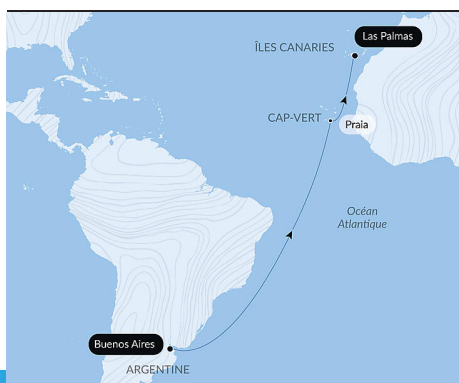 Las Palmas
ÎLES CANARIES
CAP-VERT
Praia
Océan
Atlantique
Buenos Aires
ARGENTINE